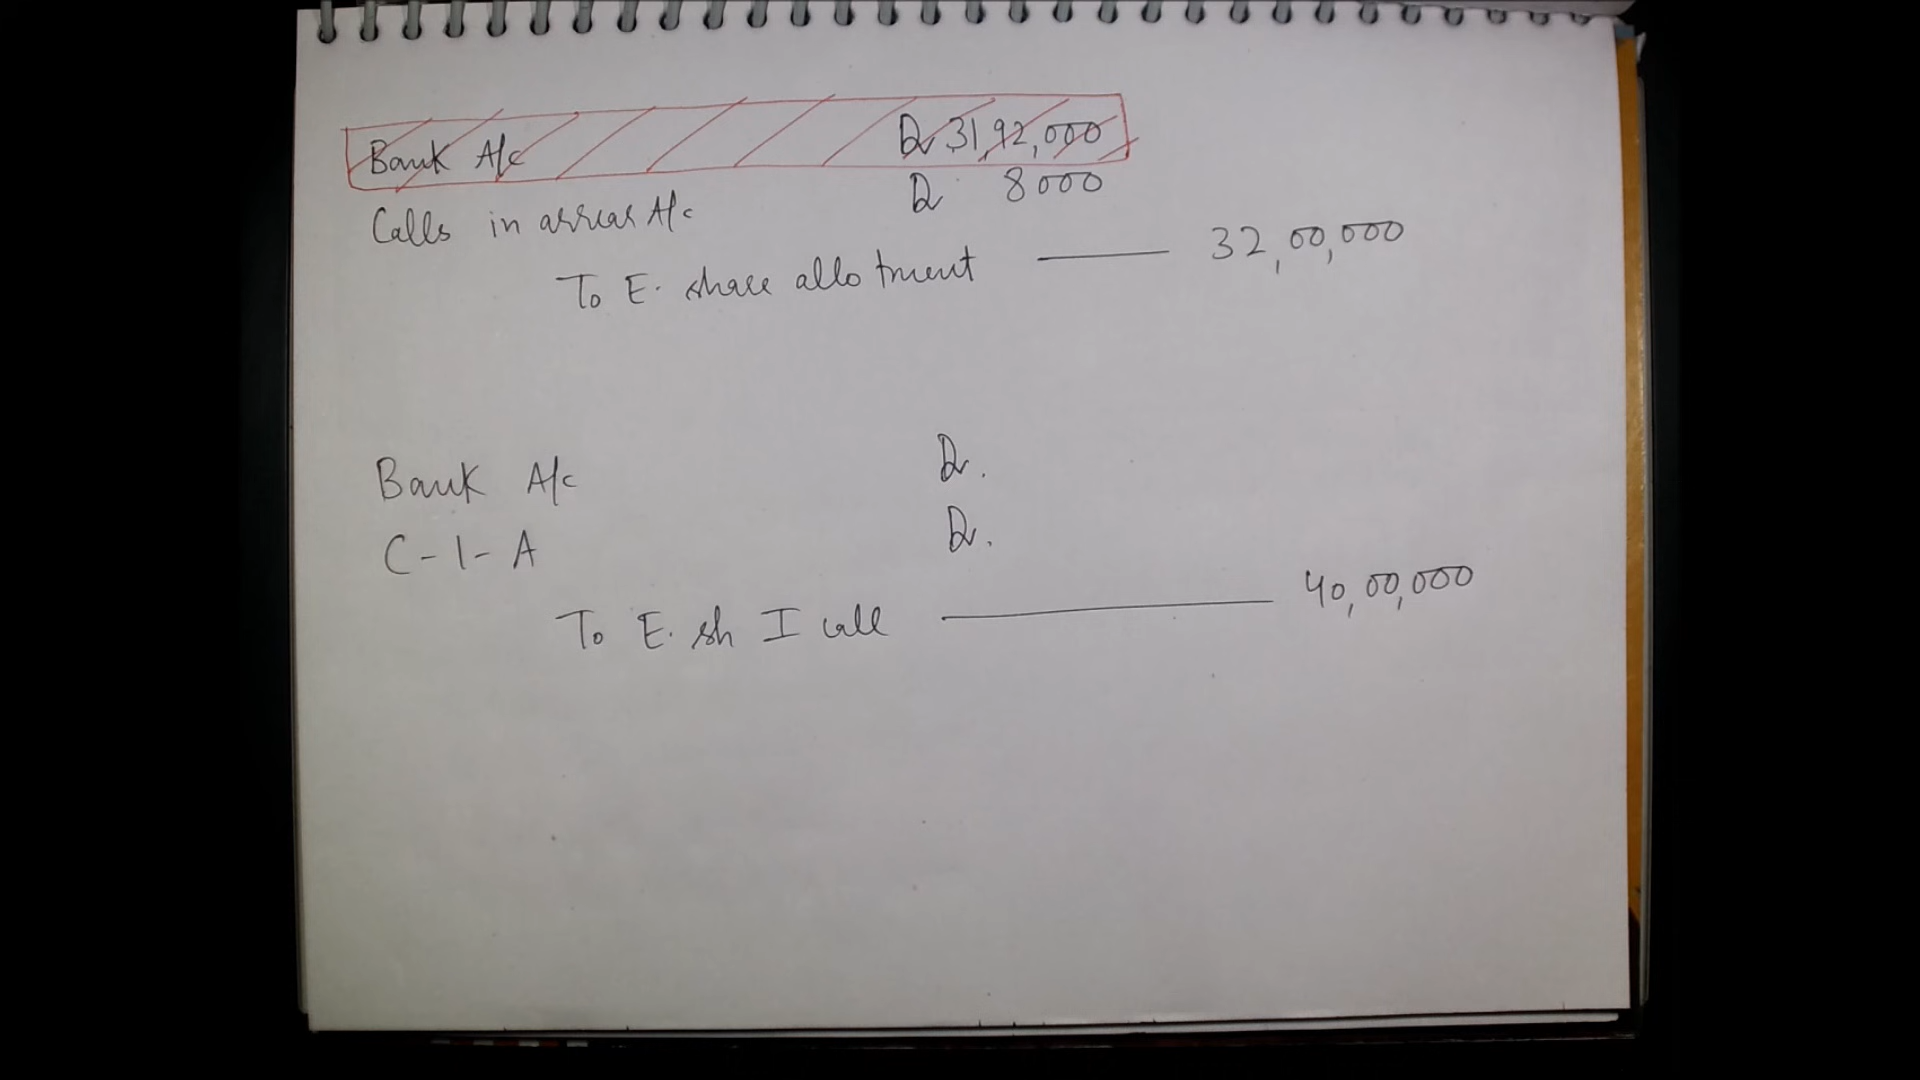 Bank A/c Dr 31,92,000
Calls in arrear A/c Dr 8000
To E. share allotment 32,00,000
Bank A/c Dr.
C-I-A Dr.
To E. sh I call 40,00,000